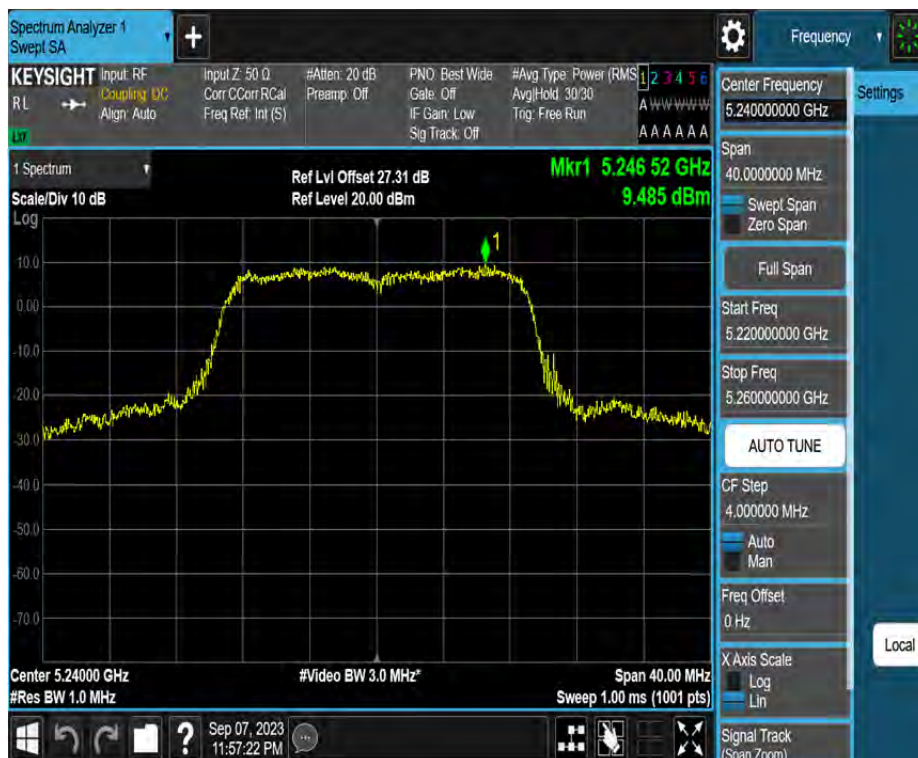 Spectrum Analyzer 1
Swept SA
+
Frequency
KEYSIGHT
RL
LXI
Input: RF
Coupling: DC
Align: Auto
Input Z: 50 Ω
Corr CCorr RCal
Freq Ref: Int (S)
#Atten: 20 dB
Preamp: Off
PNO: Best Wide
Gate: Off
IF Gain: Low
Sig Track: Off
#Avg Type: Power (RMS
Avg|Hold: 30/30
Trig: Free Run
1 2 3 4 5 6
A W W W W W
A A A A A A
1 Spectrum
Scale/Div 10 dB
Log
Ref Lvl Offset 27.31 dB
Ref Level 20.00 dBm
Mkr1 5.246 52 GHz
9.485 dBm
1
10.0
0.00
-10.0
-20.0
-30.0
-40.0
-50.0
-60.0
-70.0
Center 5.24000 GHz
#Res BW 1.0 MHz
#Video BW 3.0 MHz*
Span 40.00 MHz
Sweep 1.00 ms (1001 pts)
?
Sep 07, 2023
11:57:22 PM
Center Frequency
5.240000000 GHz
Span
40.0000000 MHz
Swept Span
Zero Span
Full Span
Start Freq
5.220000000 GHz
Stop Freq
5.260000000 GHz
AUTO TUNE
CF Step
4.000000 MHz
Auto
Man
Freq Offset
0 Hz
X Axis Scale
Log
Lin
Signal Track
(Span Zoom)
Settings
Local